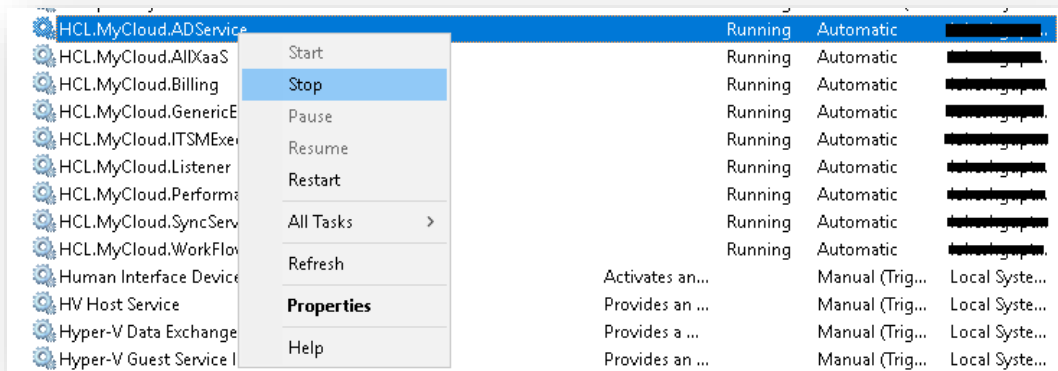 HCL.MyCloud.ADService Running Automatic
HCL.MyCloud.AllXaaS Running Automatic
HCL.MyCloud.Billing Running Automatic
HCL.MyCloud.GenericE Running Automatic
HCL.MyCloud.ITSMExe Running Automatic
HCL.MyCloud.Listener Running Automatic
HCL.MyCloud.Performa Running Automatic
HCL.MyCloud.SyncServ Running Automatic
HCL.MyCloud.WorkFlov Running Automatic
Human Interface Device Activates an... Manual (Trig... Local Syste...
HV Host Service Provides an ... Manual (Trig... Local Syste...
Hyper-V Data Exchange Provides a ... Manual (Trig... Local Syste...
Hyper-V Guest Service I Provides an ... Manual (Trig... Local Syste...
Start
Stop
Pause
Resume
Restart
All Tasks >
Refresh
Properties
Help